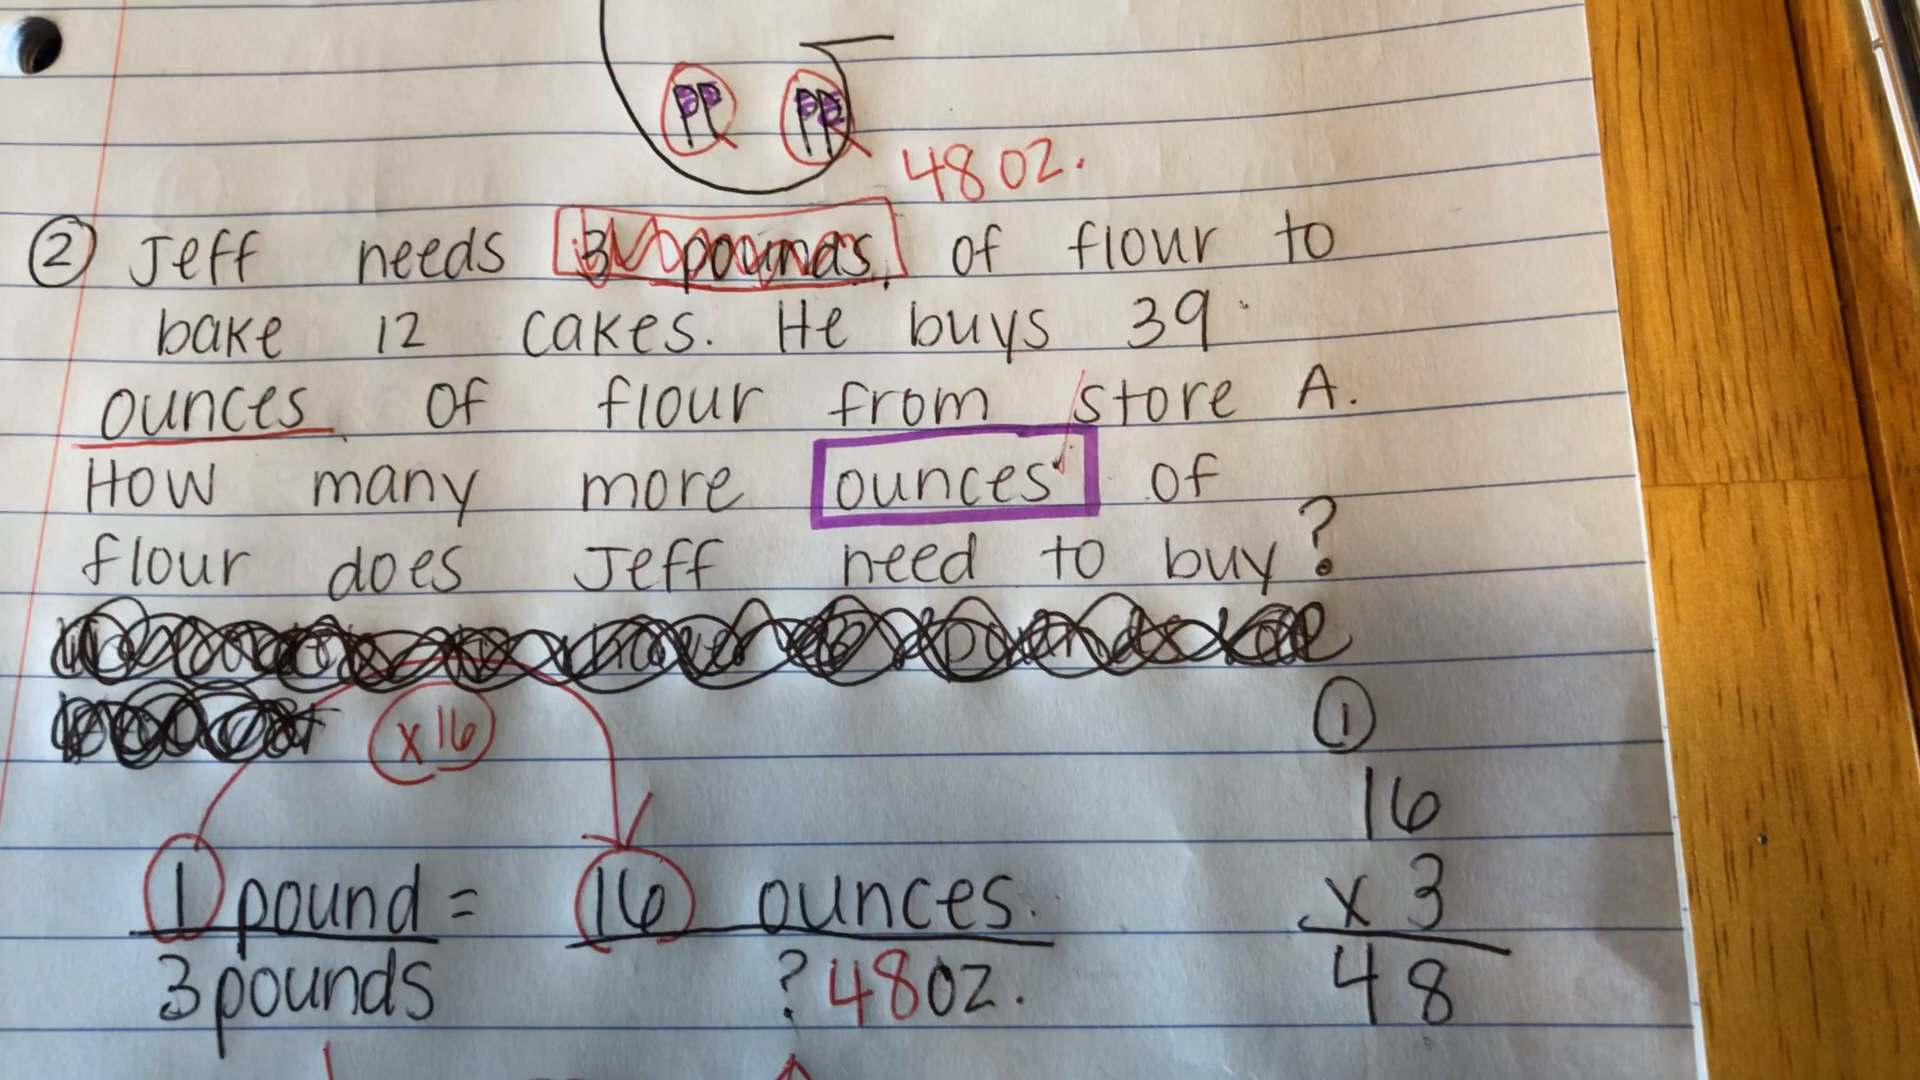 PP PP
48 oz.
② Jeff needs 3 pounds of flour to
bake 12 cakes. He buys 39
ounces of flour from store A.
How many more ounces of
flour does Jeff need to buy?
x16
①
16
x 3
48
1 pound = 16 ounces.
3 pounds ? 48 oz.